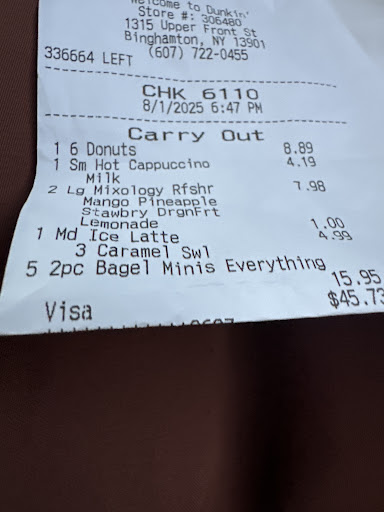 Welcome to Dunkin'
Store #: 306480
1315 Upper Front St
Binghamton, NY 13901
(607) 722-0455
336664 LEFT
CHK 6110
8/1/2025 6:47 PM
Carry Out
1 6 Donuts 8.89
1 Sm Hot Cappuccino 4.19
Milk
2 Lg Mixology Rfshr 7.98
Mango Pineapple
Stawbry DrgnFrt
Lemonade 1.00
1 Md Ice Latte 4.99
3 Caramel Swl
5 2pc Bagel Minis Everything 15.95
Visa $45.73